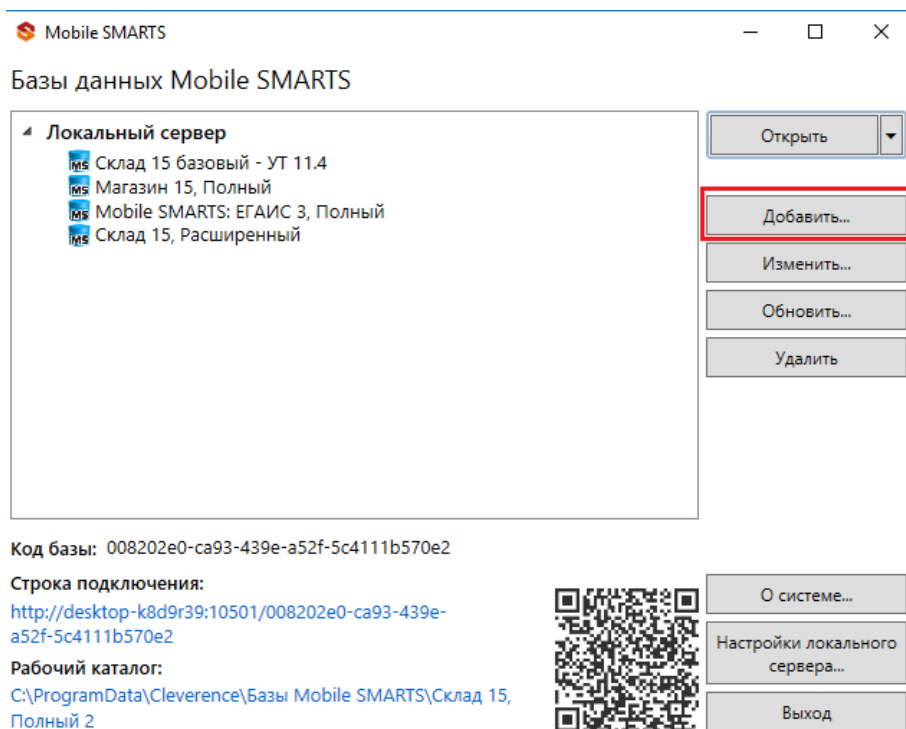 Mobile SMARTS
Базы данных Mobile SMARTS
Локальный сервер
Склад 15 базовый - УТ 11.4
Магазин 15, Полный
Mobile SMARTS: ЕГАИС 3, Полный
Склад 15, Расширенный
Открыть
Добавить...
Изменить...
Обновить...
Удалить
Код базы: 008202e0-ca93-439e-a52f-5c4111b570e2
Строка подключения:
http://desktop-k8d9r39:10501/008202e0-ca93-439e-
a52f-5c4111b570e2
Рабочий каталог:
C:\ProgramData\Cleverence\Базы Mobile SMARTS\Склад 15,
Полный 2
О системе...
Настройки локального
сервера...
Выход